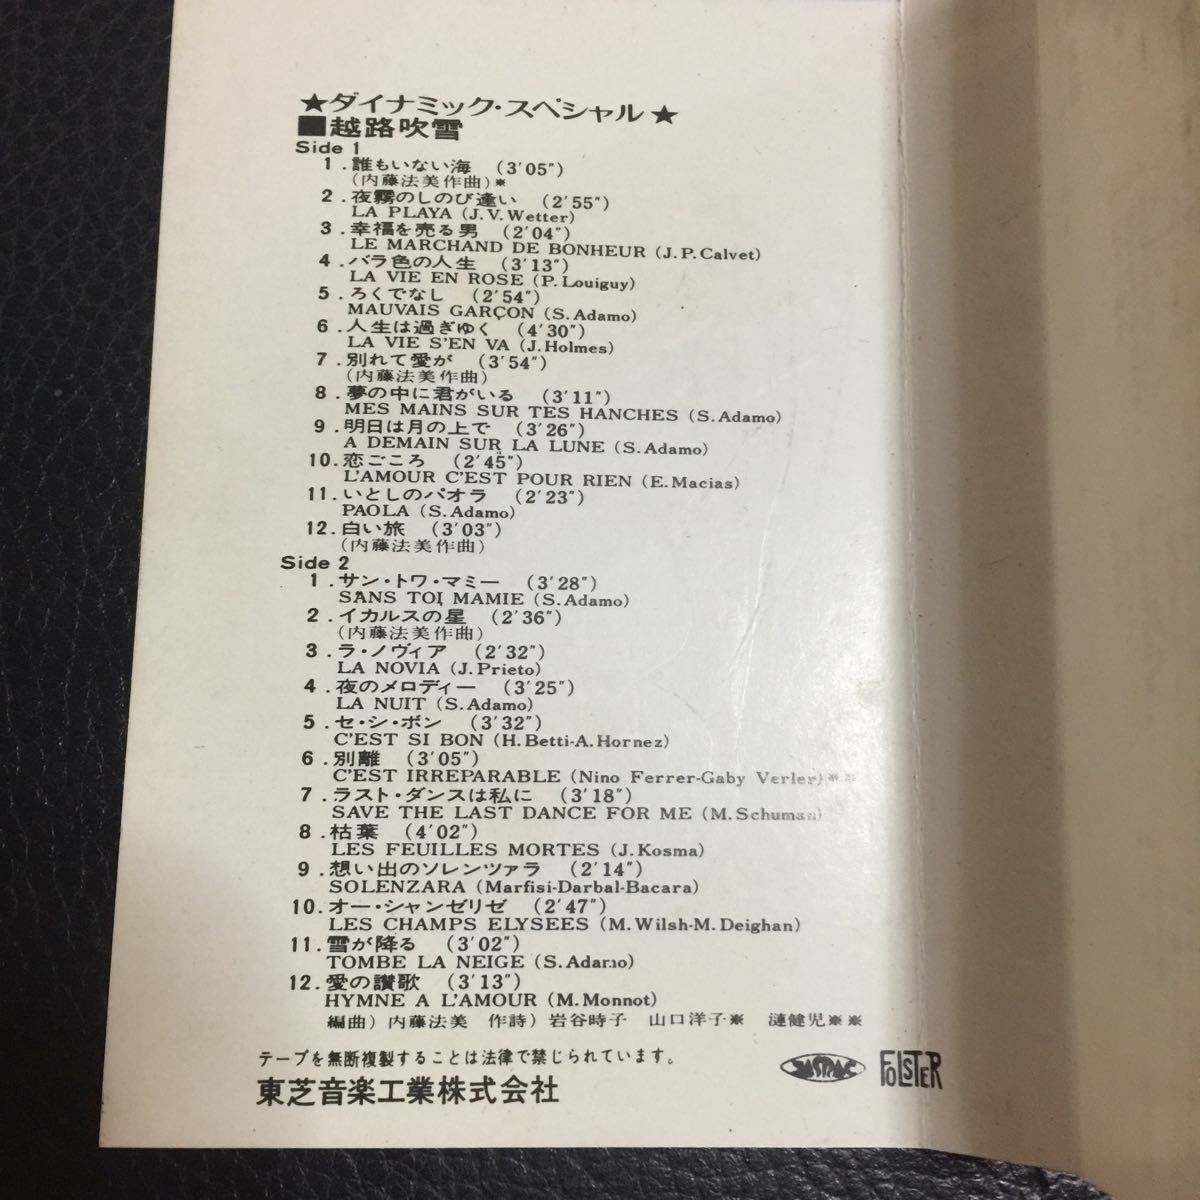 ★ダイナミック・スペシャル★
■越路吹雪
Side 1
1.誰もいない海 (3'05")
(内藤法美作曲)※
2.夜霧のしのび逢い (2'55")
LA PLAYA (J.V.Wetter)
3.幸福を売る男 (2'04")
LE MARCHAND DE BONHEUR (J.P.Calvet)
4.バラ色の人生 (3'13")
LA VIE EN ROSE (P.Louiguy)
5.ろくでなし (2'54")
MAUVAIS GARÇON (S.Adamo)
6.人生は過ぎゆく (4'30")
LA VIE S'EN VA (J.Holmes)
7.別れて愛が (3'54")
(内藤法美作曲)
8.夢の中に君がいる (3'11")
MES MAINS SUR TES HANCHES (S.Adamo)
9.明日は月の上で (3'26")
A DEMAIN SUR LA LUNE (S.Adamo)
10.恋ごころ (2'45")
L'AMOUR C'EST POUR RIEN (E.Macias)
11.いとしのパオラ (2'23")
PAOLA (S.Adamo)
12.白い旅 (3'03")
(内藤法美作曲)
Side 2
1.サン・トワ・マミー (3'28")
SANS TOI MAMIE (S.Adamo)
2.イカルスの星 (2'36")
(内藤法美作曲)
3.ラ・ノヴィア (2'32")
LA NOVIA (J.Prieto)
4.夜のメロディー (3'25")
LA NUIT (S.Adamo)
5.セ・シ・ボン (3'32")
C'EST SI BON (H.Betti-A.Hornez)
6.別離 (3'05")
C'EST IRREPARABLE (Nino Ferrer-Gaby Verler)※※
7.ラスト・ダンスは私に (3'18")
SAVE THE LAST DANCE FOR ME (M.Schuman)
8.枯葉 (4'02")
LES FEUILLES MORTES (J.Kosma)
9.想い出のソレンツァラ (2'14")
SOLENZARA (Marfisi-Darbal-Bacara)
10.オー・シャンゼリゼ (2'47")
LES CHAMPS ELYSEES (M.Wilsh-M.Deighan)
11.雪が降る (3'02")
TOMBE LA NEIGE (S.Adamo)
12.愛の讃歌 (3'13")
HYMNE A L'AMOUR (M.Monnot)
編曲)内藤法美 作詩)岩谷時子 山口洋子※ 漣健児※※
テープを無断複製することは法律で禁じられています。
東芝音楽工業株式会社
JASRAC FOLSTER